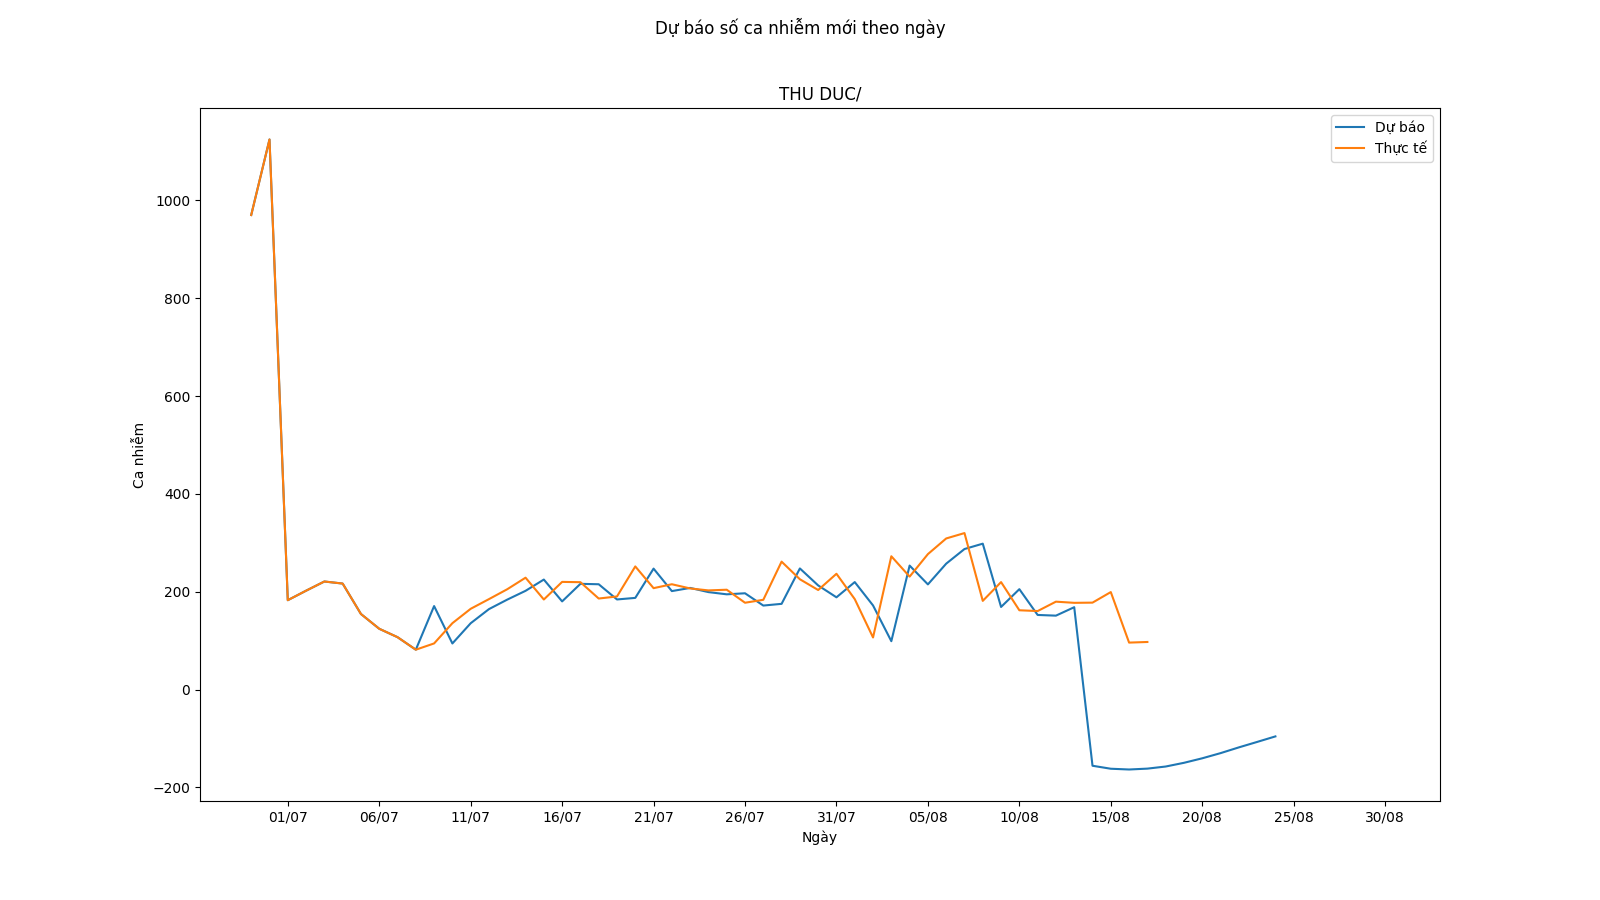 Dự báo số ca nhiễm mới theo ngày
THU DUC/
Dự báo
Thực tế
1000
800
600
400
200
0
−200
Ca nhiễm
01/07 06/07 11/07 16/07 21/07 26/07 31/07 05/08 10/08 15/08 20/08 25/08 30/08
Ngày